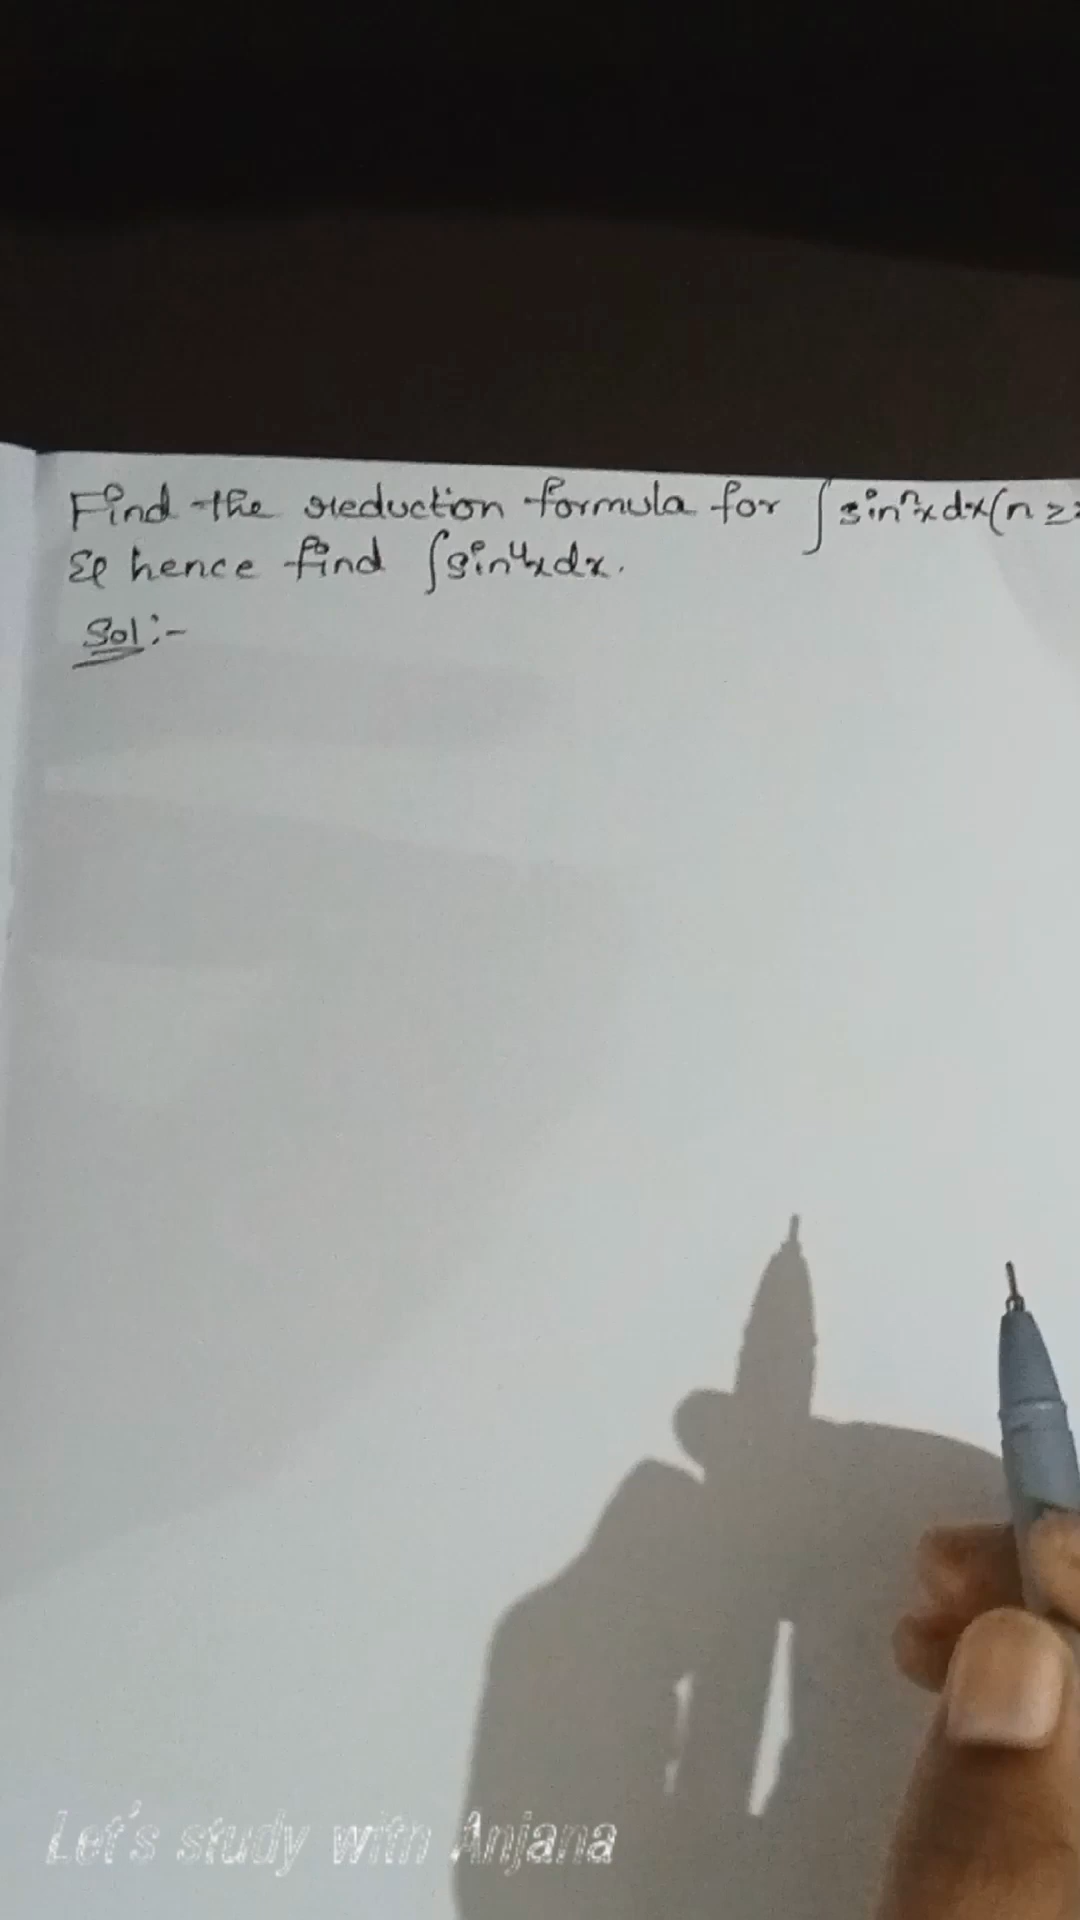 Find the reduction formula for ∫sinⁿx dx (n ≥
& hence find ∫sin⁴x dx.
Sol:-
Let's study with Anjana